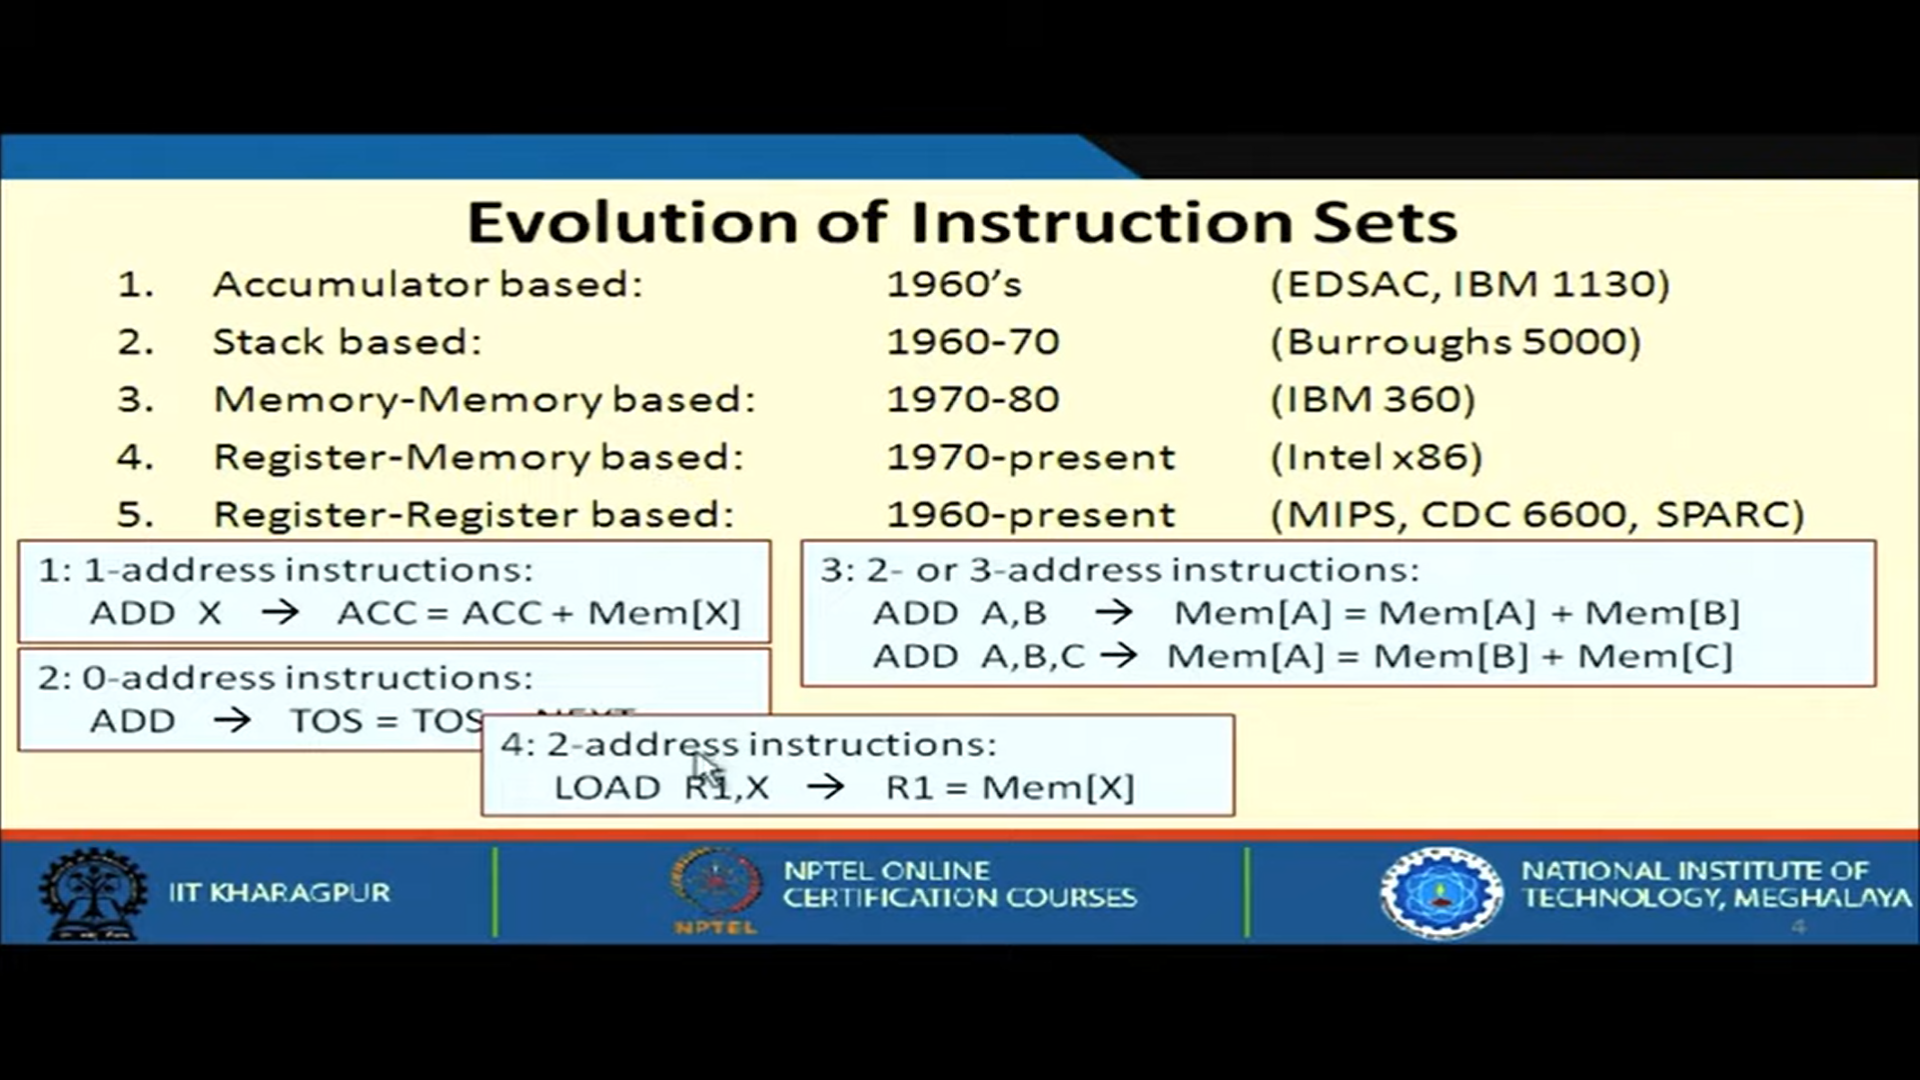 Evolution of Instruction Sets
1. Accumulator based: 1960's (EDSAC, IBM 1130)
2. Stack based: 1960-70 (Burroughs 5000)
3. Memory-Memory based: 1970-80 (IBM 360)
4. Register-Memory based: 1970-present (Intel x86)
5. Register-Register based: 1960-present (MIPS, CDC 6600, SPARC)
1: 1-address instructions:
ADD X → ACC = ACC + Mem[X]
2: 0-address instructions:
ADD → TOS = TOS
3: 2- or 3-address instructions:
ADD A,B → Mem[A] = Mem[A] + Mem[B]
ADD A,B,C → Mem[A] = Mem[B] + Mem[C]
4: 2-address instructions:
LOAD R1,X → R1 = Mem[X]
IIT KHARAGPUR
NPTEL
NPTEL ONLINE
CERTIFICATION COURSES
NATIONAL INSTITUTE OF
TECHNOLOGY, MEGHALAYA
4